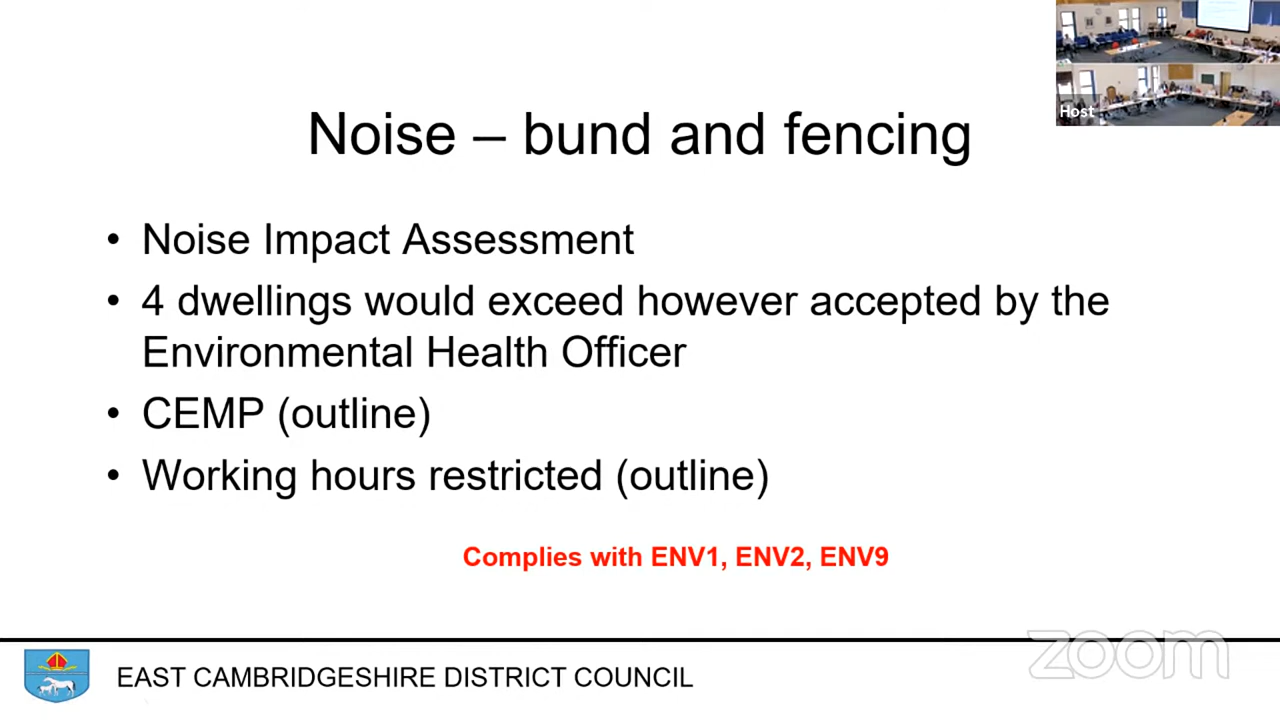 Host
Noise – bund and fencing
• Noise Impact Assessment
• 4 dwellings would exceed however accepted by the
Environmental Health Officer
• CEMP (outline)
• Working hours restricted (outline)
Complies with ENV1, ENV2, ENV9
EAST CAMBRIDGESHIRE DISTRICT COUNCIL
zoom